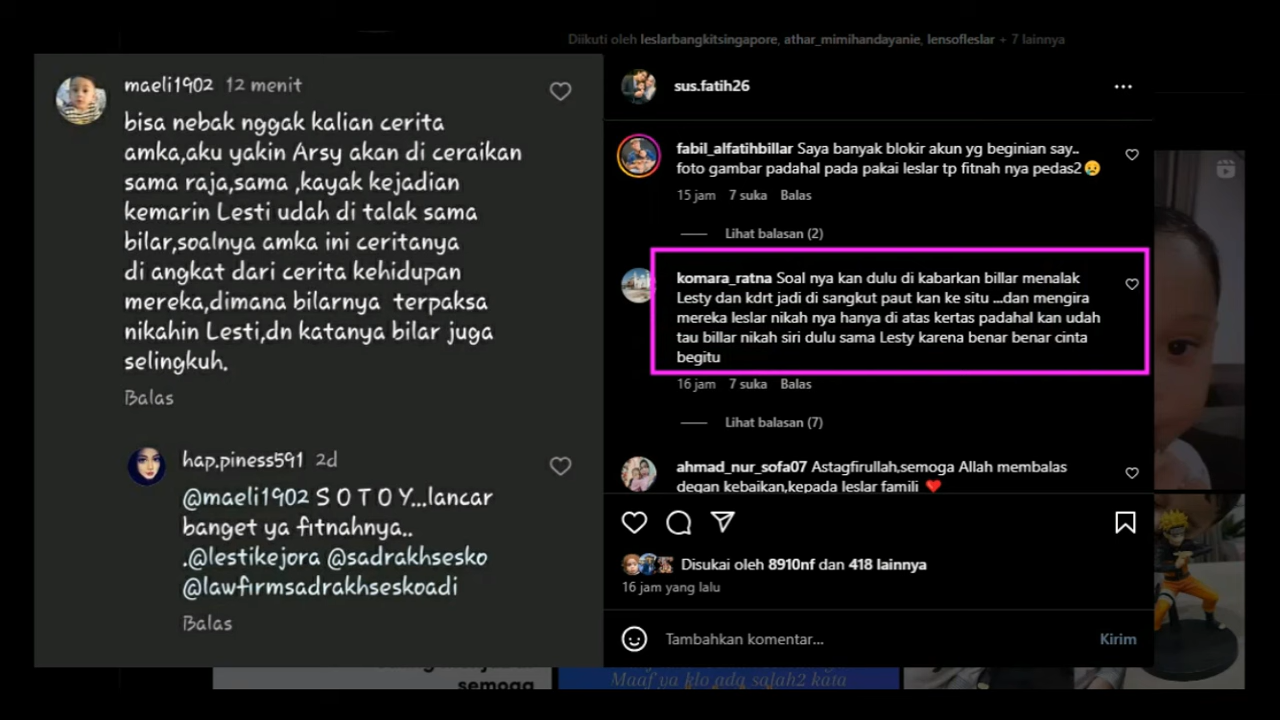 Diikuti oleh leslarbangkitsingapore, athar_mimihandayanie, lensofleslar + 7 lainnya
maeli1902 12 menit
bisa nebak nggak kalian cerita
amka,aku yakin Arsy akan di ceraikan
sama raja,sama ,kayak kejadian
kemarin Lesti udah di talak sama
bilar,soalnya amka ini ceritanya
di angkat dari cerita kehidupan
mereka,dimana bilarnya terpaksa
nikahin Lesti,dn katanya bilar juga
selingkuh.
Balas
hap.piness591 2d
@maeli1902 S O T O Y...lancar
banget ya fitnahnya..
.@lestikejora @sadrakhsesko
@lawfirmsadrakhseskoadi
Balas
sus.fatih26
fabil_alfatihbillar Saya banyak blokir akun yg beginian say..
foto gambar padahal pada pakai leslar tp fitnah nya pedas2😥
15 jam 7 suka Balas
Lihat balasan (2)
komara_ratna Soal nya kan dulu di kabarkan billar menalak
Lesty dan kdrt jadi di sangkut paut kan ke situ ...dan mengira
mereka leslar nikah nya hanya di atas kertas padahal kan udah
tau billar nikah siri dulu sama Lesty karena benar benar cinta
begitu
16 jam 7 suka Balas
Lihat balasan (7)
ahmad_nur_sofa07 Astagfirullah,semoga Allah membalas
degan kebaikan,kepada leslar famili ❤️
Disukai oleh 8910nf dan 418 lainnya
16 jam yang lalu
Tambahkan komentar... Kirim
semoga
Maaf ya klo ada salah2 kata